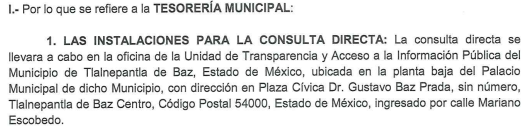 I.- Por lo que se refiere a la TESORERÍA MUNICIPAL:
1. LAS INSTALACIONES PARA LA CONSULTA DIRECTA: La consulta directa se
llevara a cabo en la oficina de la Unidad de Transparencia y Acceso a la Información Pública del
Municipio de Tlalnepantla de Baz, Estado de México, ubicada en la planta baja del Palacio
Municipal de dicho Municipio, con dirección en Plaza Cívica Dr. Gustavo Baz Prada, sin número,
Tlalnepantla de Baz Centro, Código Postal 54000, Estado de México, ingresado por calle Mariano
Escobedo.